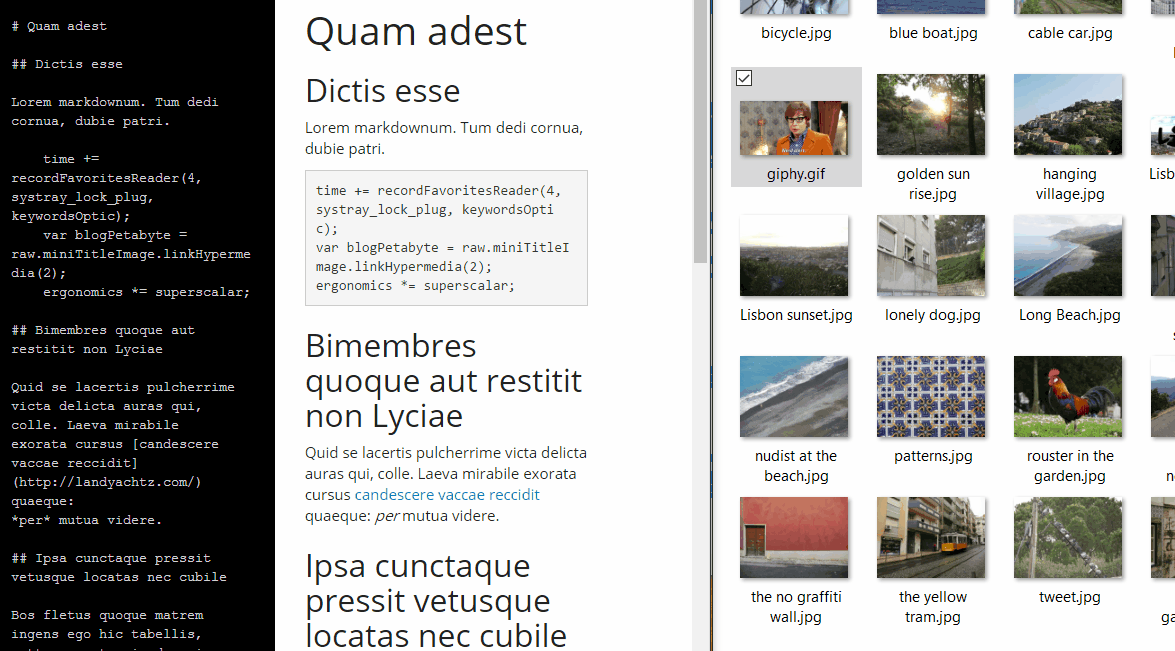 # Quam adest
## Dictis esse
Lorem markdownum. Tum dedi
cornua, dubie patri.
time +=
recordFavoritesReader(4,
systray_lock_plug,
keywordsOptic);
var blogPetabyte =
raw.miniTitleImage.linkHyperme
dia(2);
ergonomics *= superscalar;
## Bimembres quoque aut
restitit non Lyciae
Quid se lacertis pulcherrime
victa delicta auras qui,
colle. Laeva mirabile
exorata cursus [candescere
vaccae reccidit]
(http://landyachtz.com/)
quaeque:
*per* mutua videre.
## Ipsa cunctaque pressit
vetusque locatas nec cubile
Bos fletus quoque matrem
ingens ego hic tabellis,
Quam adest
Dictis esse
Lorem markdownum. Tum dedi cornua,
dubie patri.
time += recordFavoritesReader(4,
systray_lock_plug, keywordsOpti
c);
var blogPetabyte = raw.miniTitleI
mage.linkHypermedia(2);
ergonomics *= superscalar;
Bimembres
quoque aut restitit
non Lyciae
Quid se lacertis pulcherrime victa delicta
auras qui, colle. Laeva mirabile exorata
cursus candescere vaccae reccidit
quaeque: per mutua videre.
Ipsa cunctaque
pressit vetusque
locatas nec cubile
bicycle.jpg
blue boat.jpg
cable car.jpg
giphy.gif
golden sun
rise.jpg
hanging
village.jpg
Lisb
Lisbon sunset.jpg
lonely dog.jpg
Long Beach.jpg
nudist at the
beach.jpg
patterns.jpg
rouster in the
garden.jpg
the no graffiti
wall.jpg
the yellow
tram.jpg
tweet.jpg